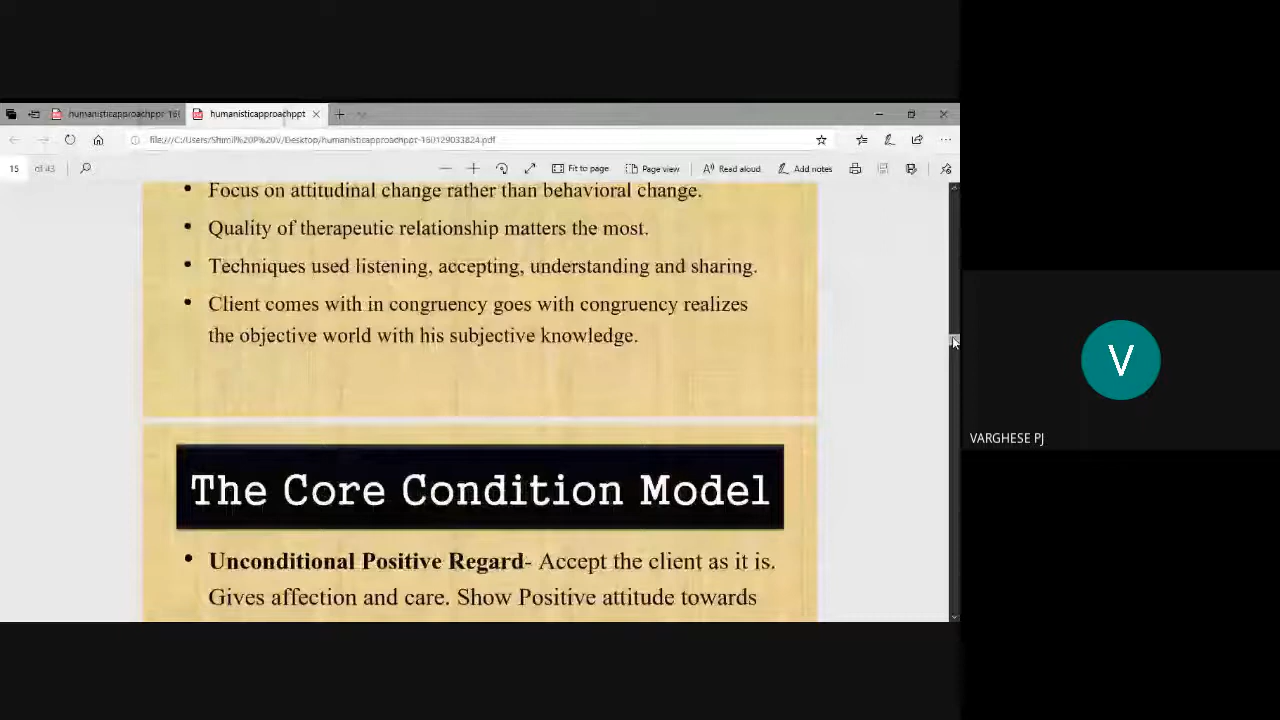 humanisticapproachppt-16(
humanisticapproachppt
file:///C:/Users/Shimil%20P%20V/Desktop/humanisticapproachppt-160129033824.pdf
15 of 43
Fit to page
Page view
Read aloud
Add notes
• Focus on attitudinal change rather than behavioral change.
• Quality of therapeutic relationship matters the most.
• Techniques used listening, accepting, understanding and sharing.
• Client comes with in congruency goes with congruency realizes
the objective world with his subjective knowledge.
The Core Condition Model
• Unconditional Positive Regard- Accept the client as it is.
Gives affection and care. Show Positive attitude towards
V
VARGHESE PJ